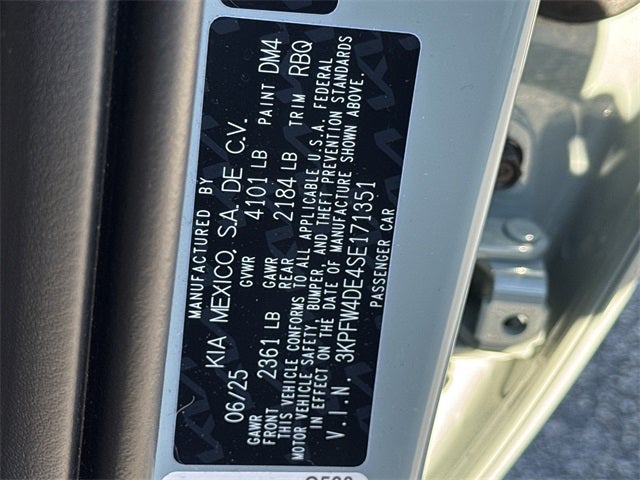 MANUFACTURED BY
KIA MEXICO, S.A. DE C.V.
06/25 GVWR 4101 LB PAINT DM4
GAWR FRONT 2361 LB GAWR REAR 2184 LB TRIM RBQ
THIS VEHICLE CONFORMS TO ALL APPLICABLE U.S.A. FEDERAL
MOTOR VEHICLE SAFETY, BUMPER, AND THEFT PREVENTION STANDARDS
IN EFFECT ON THE DATE OF MANUFACTURE SHOWN ABOVE.
V.I.N. 3KPFW4DE4SE171351
PASSENGER CAR